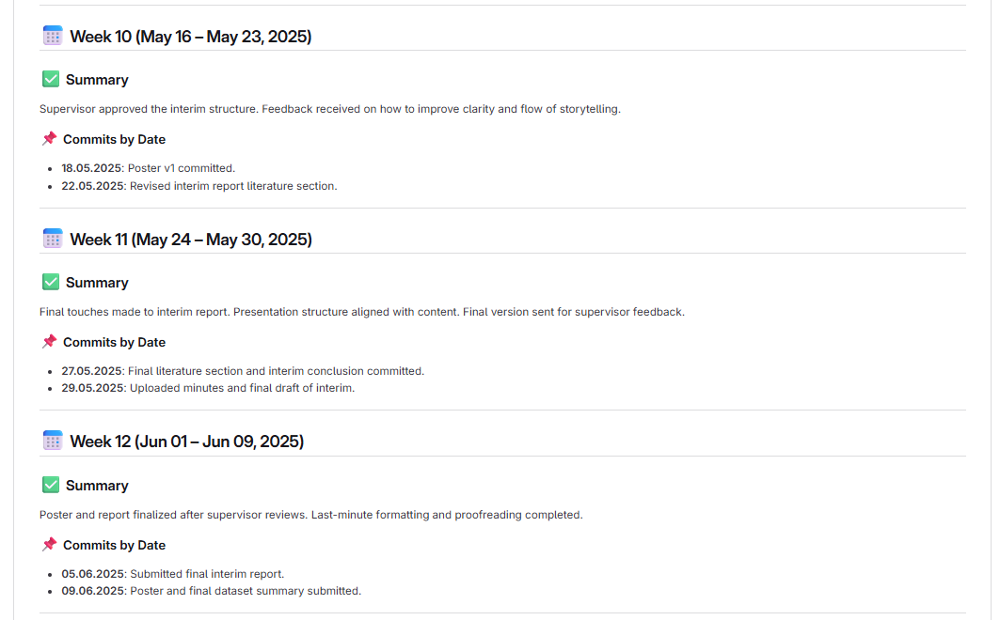 Week 10 (May 16 – May 23, 2025)
Summary
Supervisor approved the interim structure. Feedback received on how to improve clarity and flow of storytelling.
Commits by Date
18.05.2025: Poster v1 committed.
22.05.2025: Revised interim report literature section.
Week 11 (May 24 – May 30, 2025)
Summary
Final touches made to interim report. Presentation structure aligned with content. Final version sent for supervisor feedback.
Commits by Date
27.05.2025: Final literature section and interim conclusion committed.
29.05.2025: Uploaded minutes and final draft of interim.
Week 12 (Jun 01 – Jun 09, 2025)
Summary
Poster and report finalized after supervisor reviews. Last-minute formatting and proofreading completed.
Commits by Date
05.06.2025: Submitted final interim report.
09.06.2025: Poster and final dataset summary submitted.